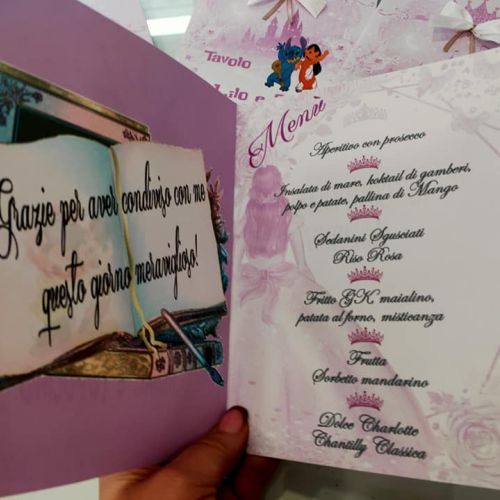 Grazie per aver condiviso con me
questo giorno meraviglioso!
Tavolo
Lilo e
Menu
Aperitivo con prosecco
Insalata di mare, koktail di gamberi,
polpo e patate, pallina di Mango
Sedanini Sgusciati
Riso Rosa
Fritto GK maialino,
patata al forno, misticanza
Frutta
Sorbetto mandarino
Dolce Charlotte
Chantilly Classica